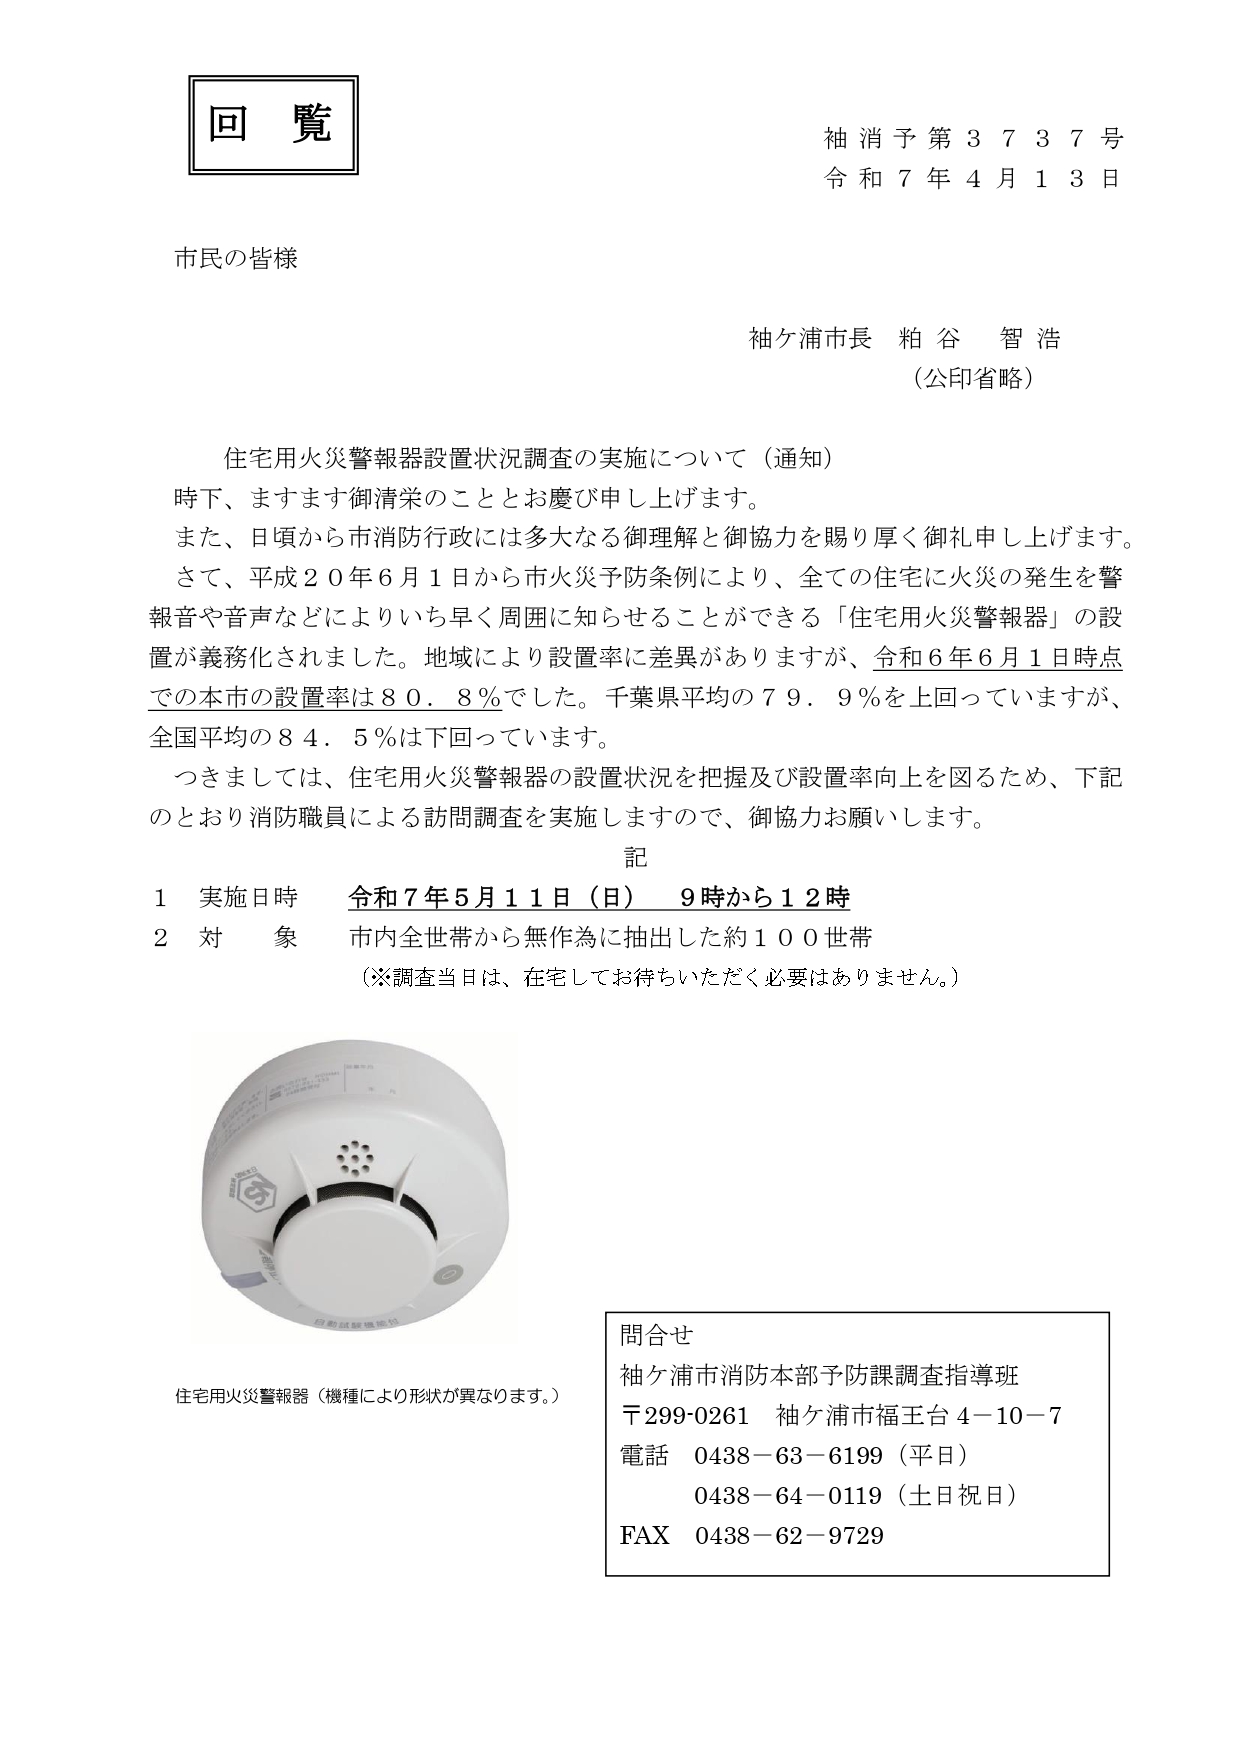 回　覧
袖消予第３７３７号
令和７年４月１３日
市民の皆様
袖ケ浦市長　粕谷　智浩
（公印省略）
住宅用火災警報器設置状況調査の実施について（通知）
時下、ますます御清栄のこととお慶び申し上げます。
また、日頃から市消防行政には多大なる御理解と御協力を賜り厚く御礼申し上げます。
さて、平成２０年６月１日から市火災予防条例により、全ての住宅に火災の発生を警
報音や音声などによりいち早く周囲に知らせることができる「住宅用火災警報器」の設
置が義務化されました。地域により設置率に差異がありますが、令和６年６月１日時点
での本市の設置率は８０．８％でした。千葉県平均の７９．９％を上回っていますが、
全国平均の８４．５％は下回っています。
つきましては、住宅用火災警報器の設置状況を把握及び設置率向上を図るため、下記
のとおり消防職員による訪問調査を実施しますので、御協力お願いします。
記
１　実施日時　　令和７年５月１１日（日）　９時から１２時
２　対　　象　　市内全世帯から無作為に抽出した約１００世帯
（※調査当日は、在宅してお待ちいただく必要はありません。）
自動試験機能付
住宅用火災警報器（機種により形状が異なります。）
問合せ
袖ケ浦市消防本部予防課調査指導班
〒299-0261　袖ケ浦市福王台 4－10－7
電話　0438－63－6199（平日）
0438－64－0119（土日祝日）
FAX　0438－62－9729